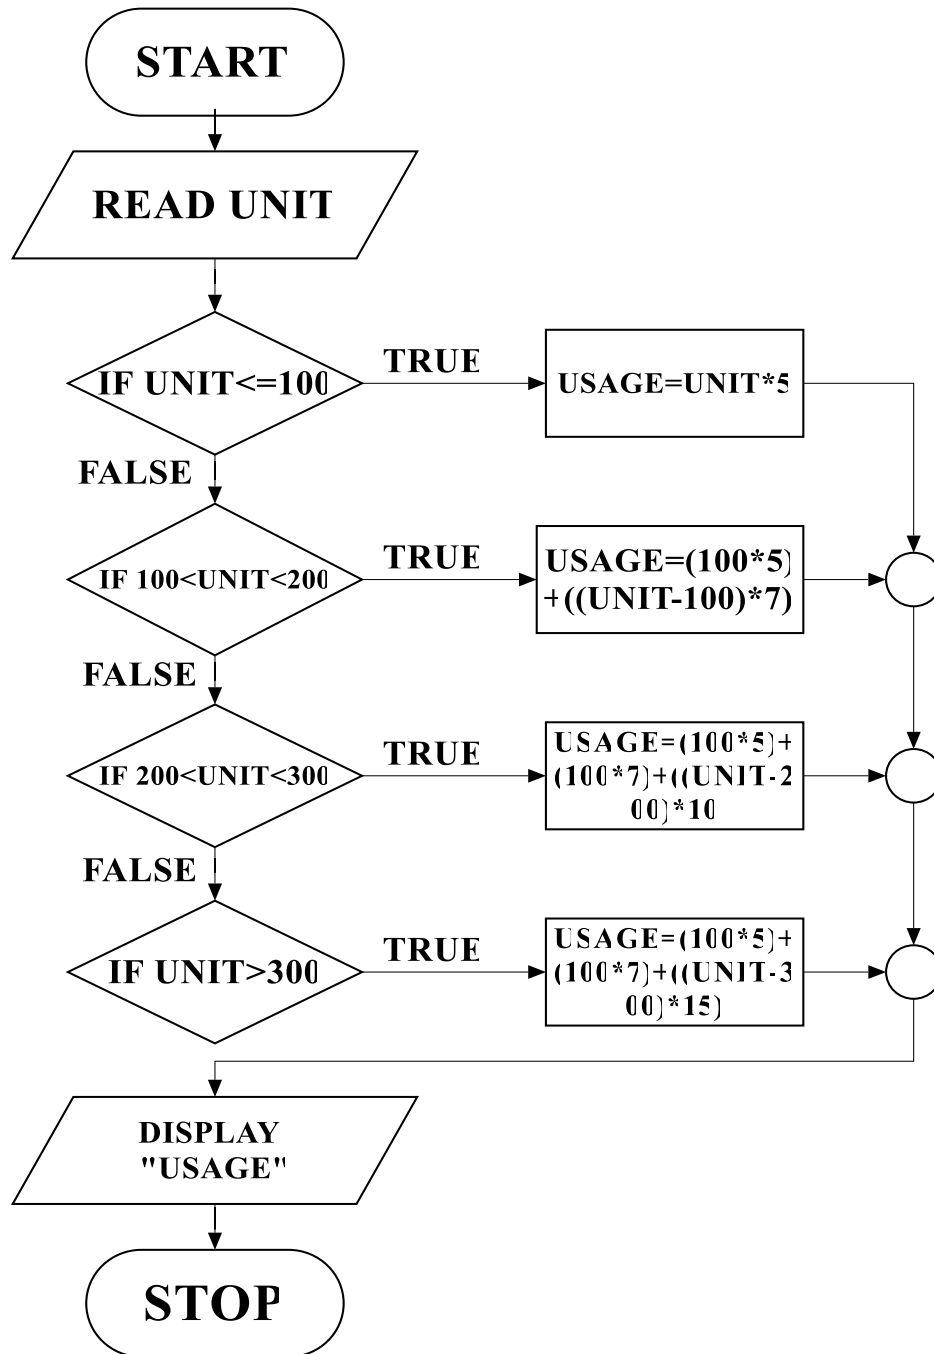 START
READ UNIT
IF UNIT<=100
TRUE
USAGE=UNIT*5
FALSE
IF 100<UNIT<200
TRUE
USAGE=(100*5)
+((UNIT-100)*7)
FALSE
IF 200<UNIT<300
TRUE
USAGE=(100*5)+
(100*7)+((UNIT-2
00)*10
FALSE
IF UNIT>300
TRUE
USAGE=(100*5)+
(100*7)+((UNIT-3
00)*15)
DISPLAY
"USAGE"
STOP